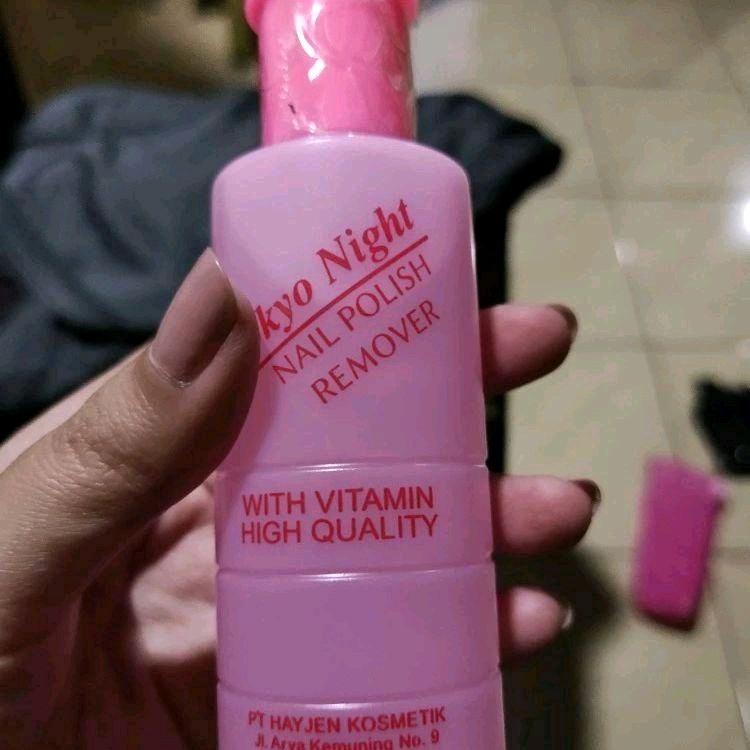 kyo Night
NAIL POLISH
REMOVER
WITH VITAMIN
HIGH QUALITY
PT HAYJEN KOSMETIK
Jl. Arya Kemuning No. 9